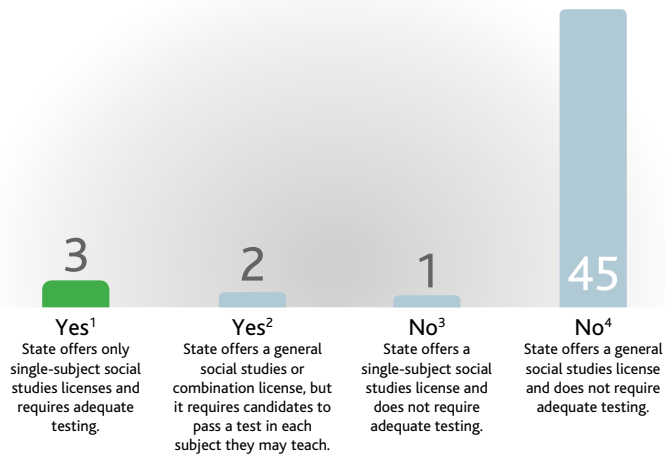 3
2
1
45
Yes¹
State offers only
single-subject social
studies licenses and
requires adequate
testing.
Yes²
State offers a general
social studies or
combination license, but
it requires candidates to
pass a test in each
subject they may teach.
No³
State offers a
single-subject social
studies license and
does not require
adequate testing.
No⁴
State offers a general
social studies license
and does not require
adequate testing.